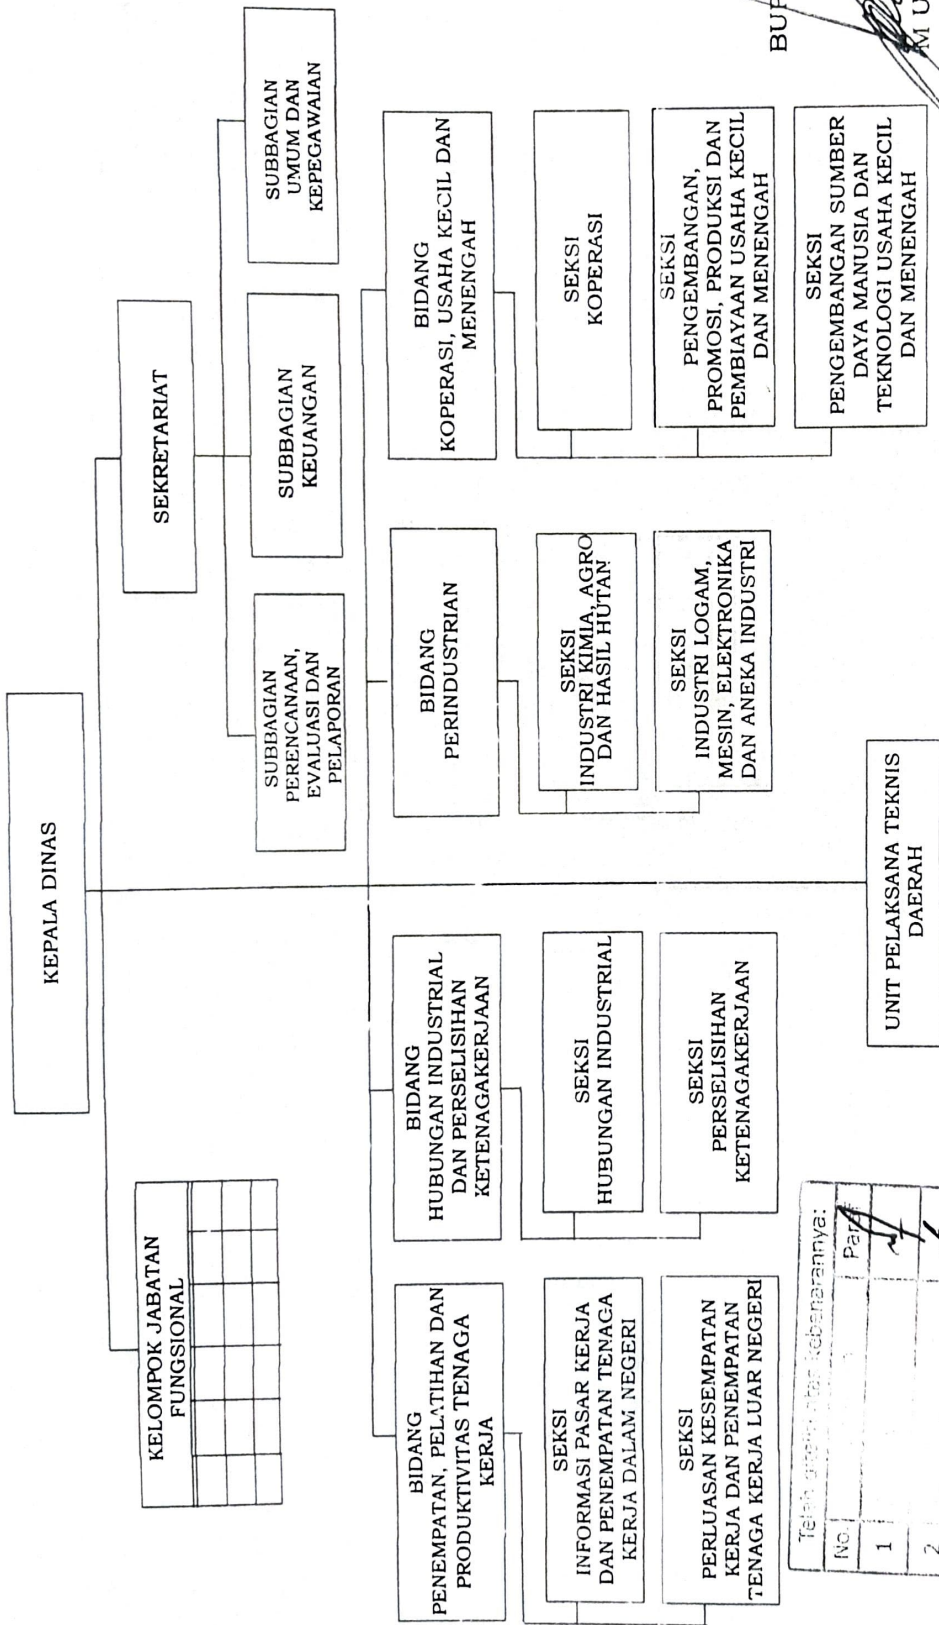 KEPALA DINAS
KELOMPOK JABATAN
FUNGSIONAL
SEKRETARIAT
SUBBAGIAN
PERENCANAAN,
EVALUASI DAN
PELAPORAN
SUBBAGIAN
KEUANGAN
SUBBAGIAN
UMUM DAN
KEPEGAWAIAN
BIDANG
PENEMPATAN, PELATIHAN DAN
PRODUKTIVITAS TENAGA
KERJA
BIDANG
HUBUNGAN INDUSTRIAL
DAN PERSELISIHAN
KETENAGAKERJAAN
BIDANG
PERINDUSTRIAN
BIDANG
KOPERASI, USAHA KECIL DAN
MENENGAH
SEKSI
INFORMASI PASAR KERJA
DAN PENEMPATAN TENAGA
KERJA DALAM NEGERI
SEKSI
HUBUNGAN INDUSTRIAL
SEKSI
INDUSTRI KIMIA, AGRO
DAN HASIL HUTAN
SEKSI
KOPERASI
SEKSI
PERLUASAN KESEMPATAN
KERJA DAN PENEMPATAN
TENAGA KERJA LUAR NEGERI
SEKSI
PERSELISIHAN
KETENAGAKERJAAN
SEKSI
INDUSTRI LOGAM,
MESIN, ELEKTRONIKA
DAN ANEKA INDUSTRI
SEKSI
PENGEMBANGAN,
PROMOSI, PRODUKSI DAN
PEMBIAYAAN USAHA KECIL
DAN MENENGAH
SEKSI
PENGEMBANGAN SUMBER
DAYA MANUSIA DAN
TEKNOLOGI USAHA KECIL
DAN MENENGAH
UNIT PELAKSANA TEKNIS
DAERAH
kebenarannya:
No.
1
2
BUP
M U